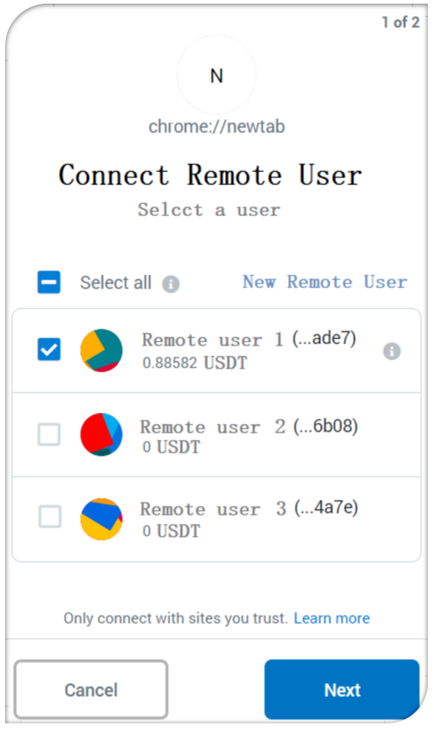 1 of 2
N
chrome://newtab
Connect Remote User
Selcct a user
Select all
New Remote User
Remote user 1 (...ade7)
0.88582 USDT
Remote user 2 (...6b08)
0 USDT
Remote user 3 (...4a7e)
0 USDT
Only connect with sites you trust. Learn more
Cancel
Next